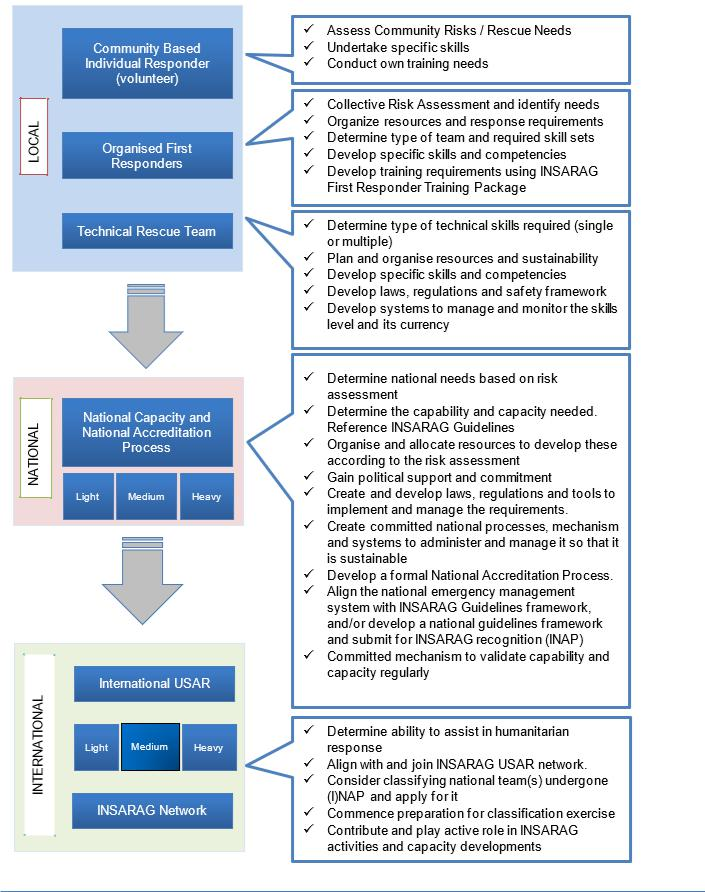 LOCAL
Community Based
Individual Responder
(volunteer)
✓ Assess Community Risks / Rescue Needs
✓ Undertake specific skills
✓ Conduct own training needs
Organised First
Responders
✓ Collective Risk Assessment and identify needs
✓ Organize resources and response requirements
✓ Determine type of team and required skill sets
✓ Develop specific skills and competencies
✓ Develop training requirements using INSARAG
First Responder Training Package
Technical Rescue Team
✓ Determine type of technical skills required (single
or multiple)
✓ Plan and organise resources and sustainability
✓ Develop specific skills and competencies
✓ Develop laws, regulations and safety framework
✓ Develop systems to manage and monitor the skills
level and its currency
NATIONAL
National Capacity and
National Accreditation
Process
Light
Medium
Heavy
✓ Determine national needs based on risk
assessment
✓ Determine the capability and capacity needed.
Reference INSARAG Guidelines
✓ Organise and allocate resources to develop these
according to the risk assessment
✓ Gain political support and commitment
✓ Create and develop laws, regulations and tools to
implement and manage the requirements.
✓ Create committed national processes, mechanism
and systems to administer and manage it so that it
is sustainable
✓ Develop a formal National Accreditation Process.
✓ Align the national emergency management
system with INSARAG Guidelines framework,
and/or develop a national guidelines framework
and submit for INSARAG recognition (INAP)
✓ Committed mechanism to validate capability and
capacity regularly
INTERNATIONAL
International USAR
Light
Medium
Heavy
INSARAG Network
✓ Determine ability to assist in humanitarian
response
✓ Align with and join INSARAG USAR network.
✓ Consider classifying national team(s) undergone
(I)NAP and apply for it
✓ Commence preparation for classification exercise
✓ Contribute and play active role in INSARAG
activities and capacity developments